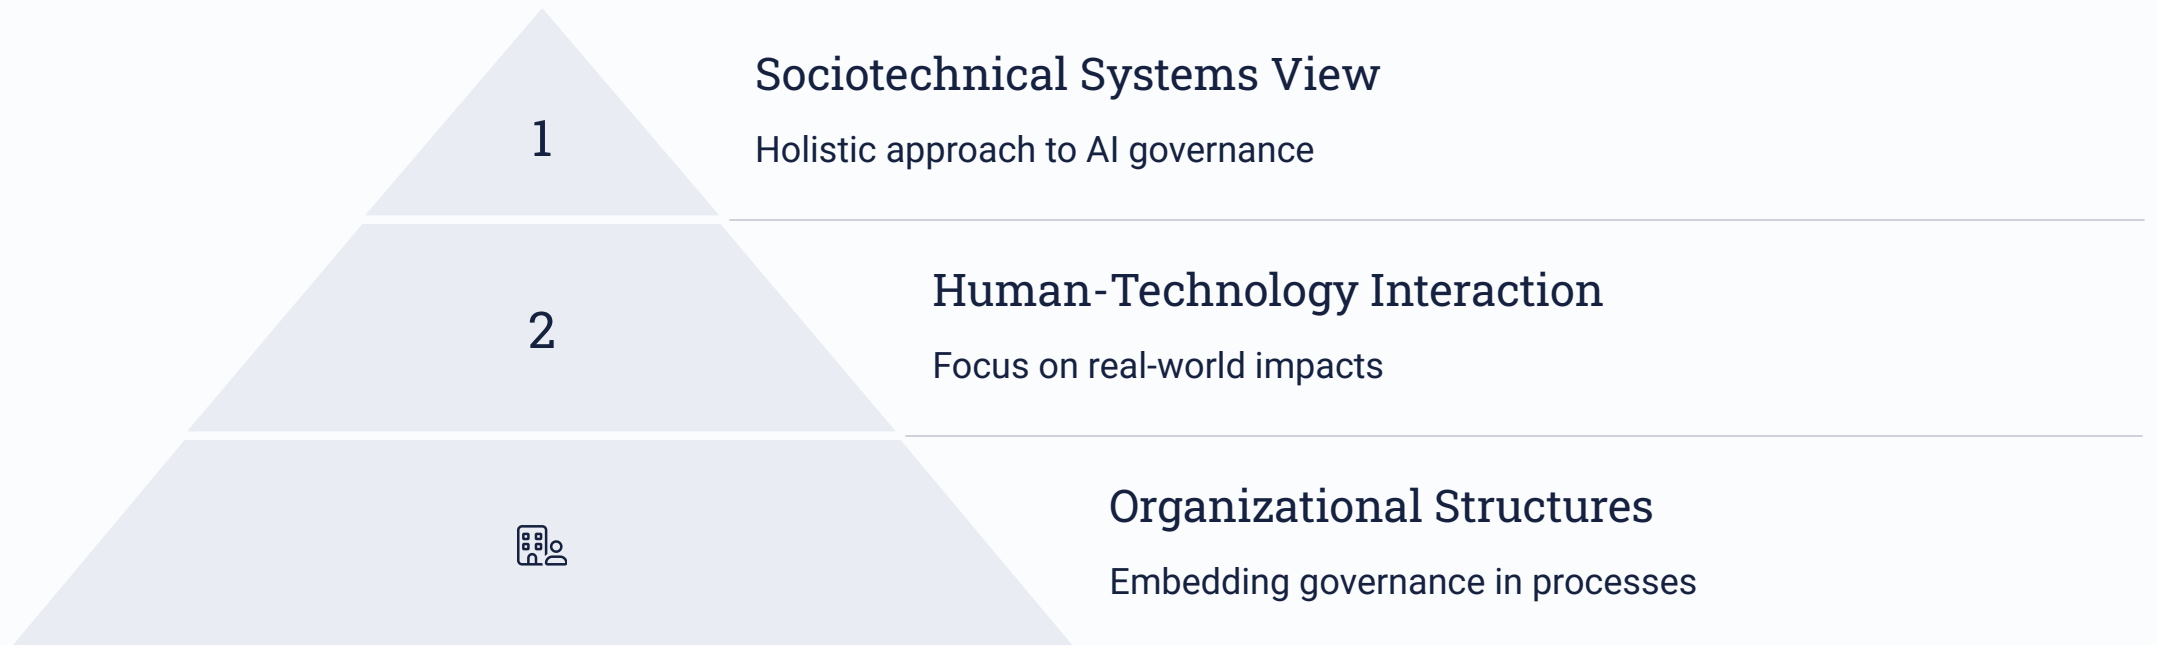 1
Sociotechnical Systems View
Holistic approach to AI governance
2
Human-Technology Interaction
Focus on real-world impacts
Organizational Structures
Embedding governance in processes